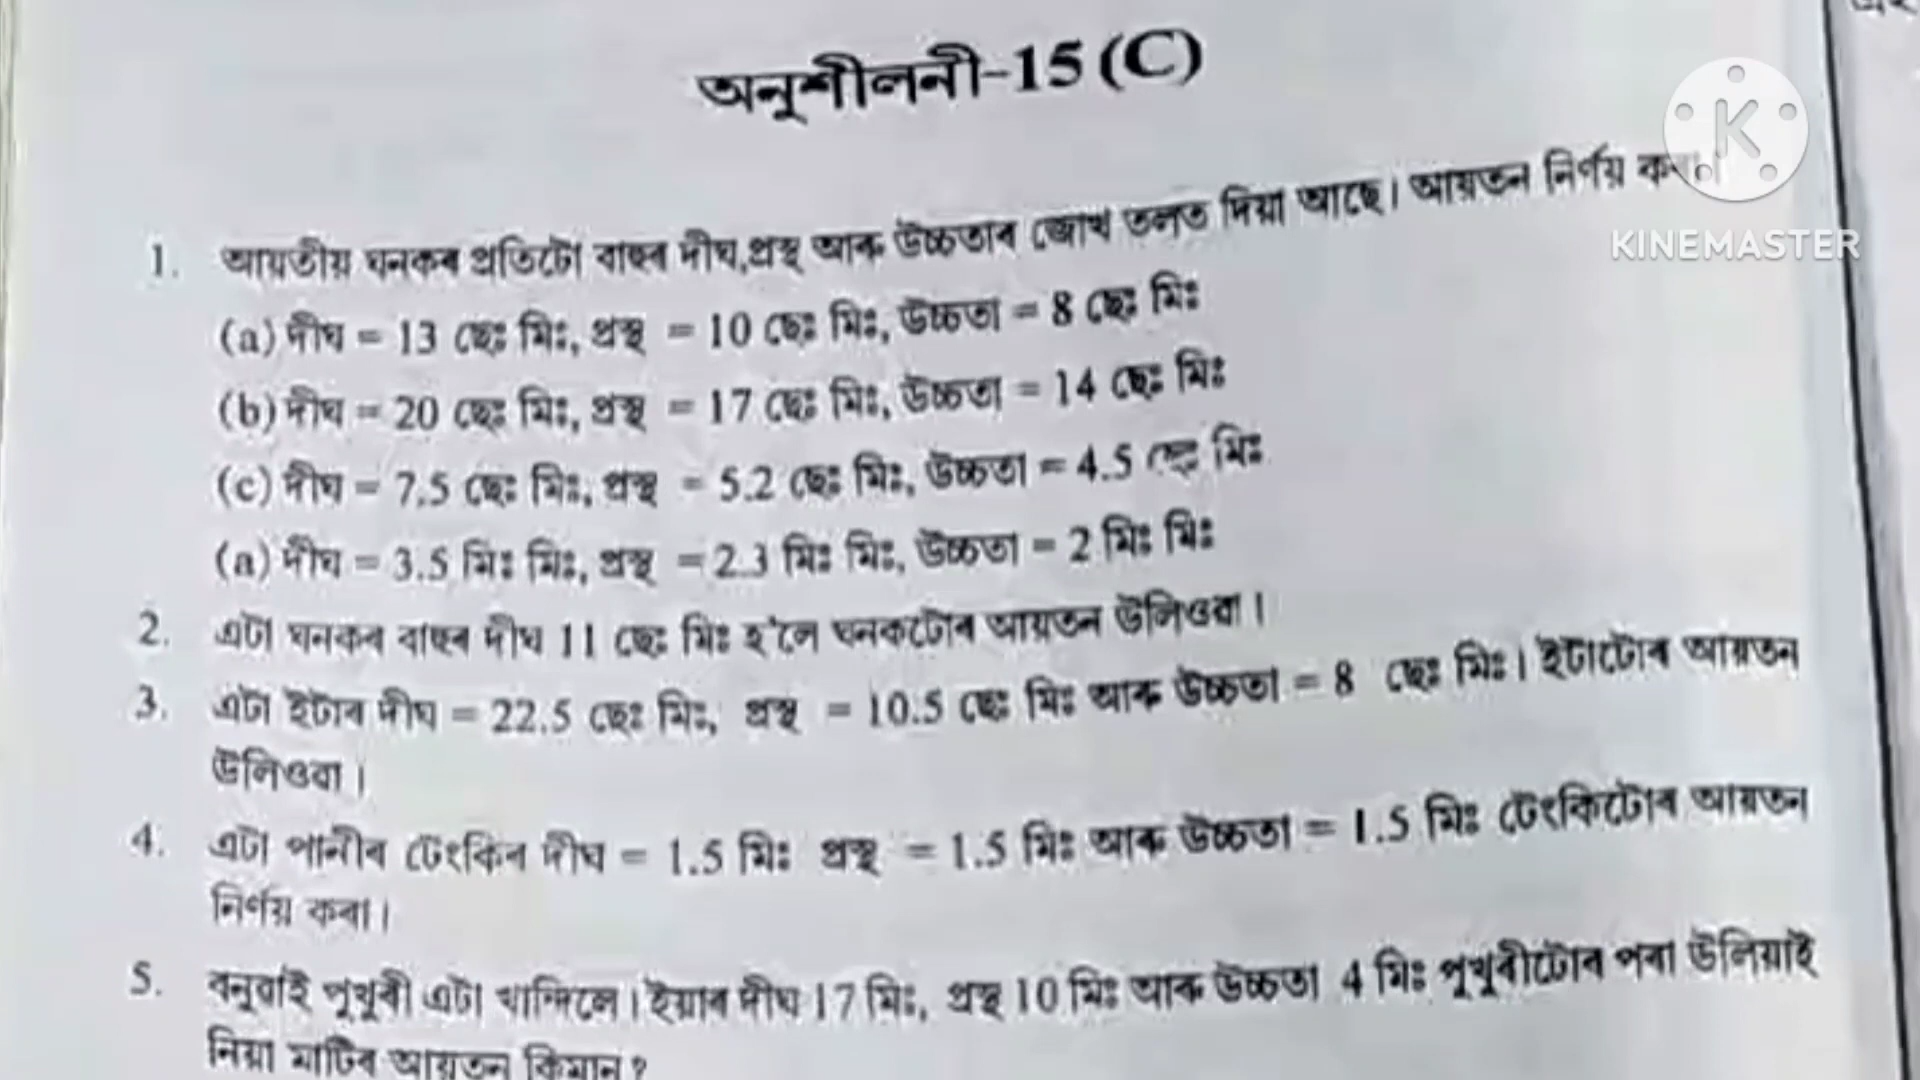 অনুশীলনী-15 (C)
1. আয়তীয় ঘনকৰ প্ৰতিটো বাহুৰ দীঘ,প্ৰস্থ আৰু উচ্চতাৰ জোখ তলত দিয়া আছে। আয়তন নিৰ্ণয় কৰা।
(a) দীঘ = 13 ছেঃ মিঃ, প্ৰস্থ = 10 ছেঃ মিঃ, উচ্চতা = 8 ছেঃ মিঃ
(b) দীঘ = 20 ছেঃ মিঃ, প্ৰস্থ = 17 ছেঃ মিঃ, উচ্চতা = 14 ছেঃ মিঃ
(c) দীঘ = 7.5 ছেঃ মিঃ, প্ৰস্থ = 5.2 ছেঃ মিঃ, উচ্চতা = 4.5 ছেঃ মিঃ
(a) দীঘ = 3.5 মিঃ মিঃ, প্ৰস্থ = 2.3 মিঃ মিঃ, উচ্চতা = 2 মিঃ মিঃ
2. এটা ঘনকৰ বাহুৰ দীঘ 11 ছেঃ মিঃ হ'লে ঘনকটোৰ আয়তন উলিওৱা।
3. এটা ইটাৰ দীঘ = 22.5 ছেঃ মিঃ, প্ৰস্থ = 10.5 ছেঃ মিঃ আৰু উচ্চতা = 8 ছেঃ মিঃ। ইটাটোৰ আয়তন
উলিওৱা।
4. এটা পানীৰ টেংকিৰ দীঘ = 1.5 মিঃ প্ৰস্থ = 1.5 মিঃ আৰু উচ্চতা = 1.5 মিঃ টেংকিটোৰ আয়তন
নিৰ্ণয় কৰা।
5. বনুৱাই পুখুৰী এটা খান্দিলে। ইয়াৰ দীঘ 17 মিঃ, প্ৰস্থ 10 মিঃ আৰু উচ্চতা 4 মিঃ পুখুৰীটোৰ পৰা উলিয়াই
নিয়া মাটিৰ আয়তন কিমান?
K
KINEMASTER